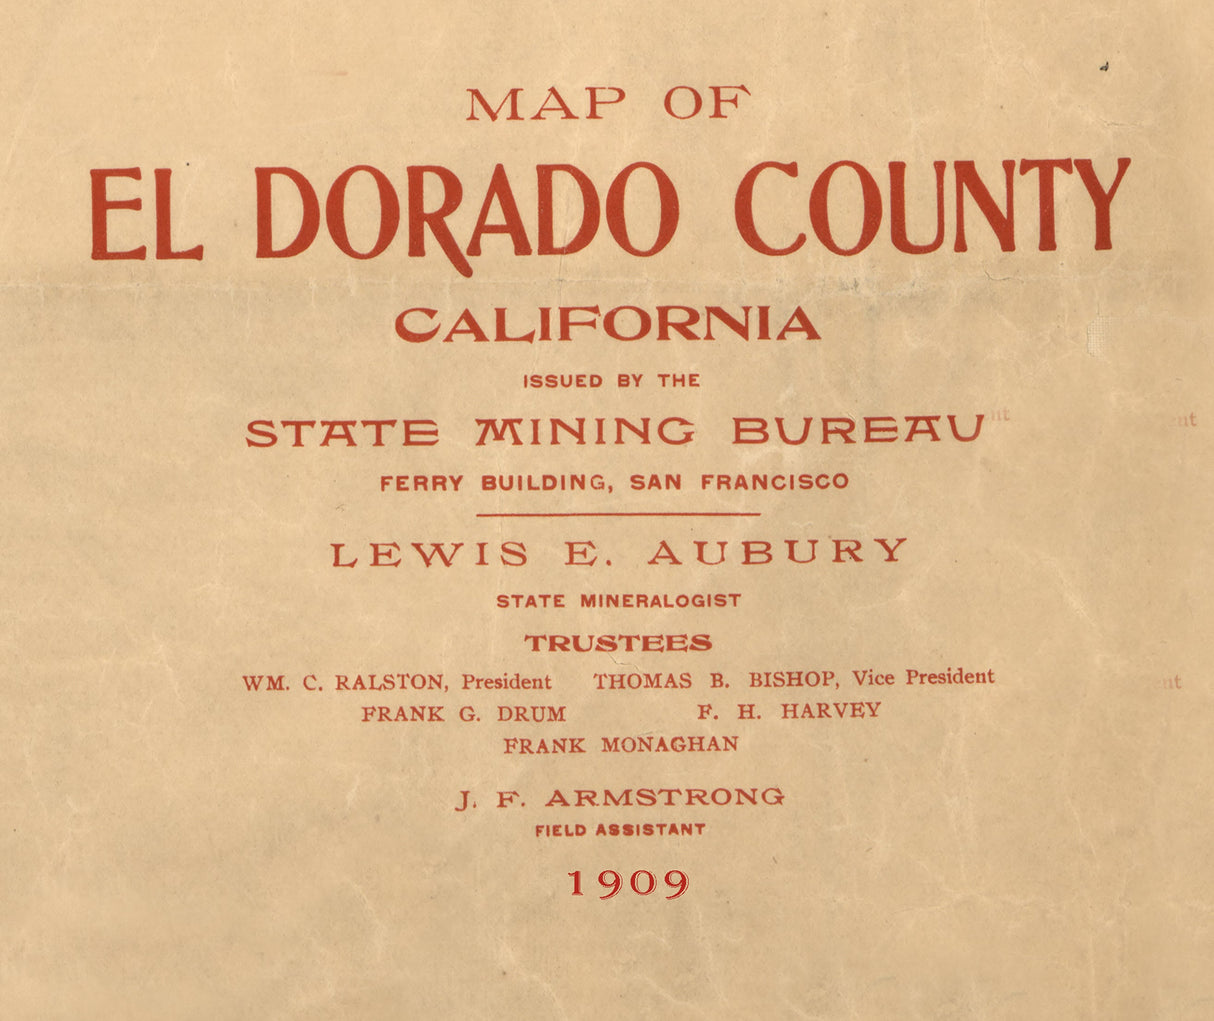 MAP OF
EL DORADO COUNTY
CALIFORNIA
ISSUED BY THE
STATE MINING BUREAU
FERRY BUILDING, SAN FRANCISCO
LEWIS E. AUBURY
STATE MINERALOGIST
TRUSTEES
WM. C. RALSTON, President THOMAS B. BISHOP, Vice President
FRANK G. DRUM F. H. HARVEY
FRANK MONAGHAN
J. F. ARMSTRONG
FIELD ASSISTANT
1909